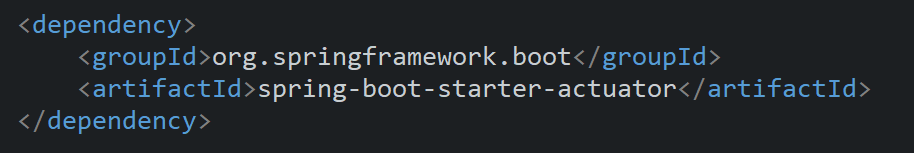 <dependency>
    <groupId>org.springframework.boot</groupId>
    <artifactId>spring-boot-starter-actuator</artifactId>
</dependency>